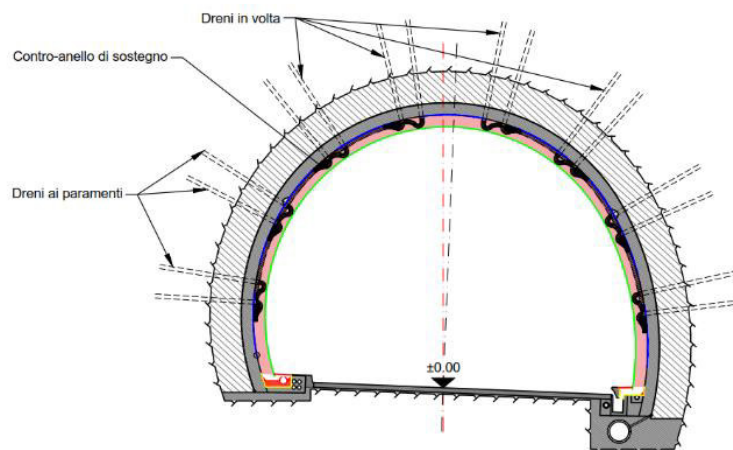 Dreni in volta
Contro-anello di sostegno
Dreni ai paramenti
±0.00